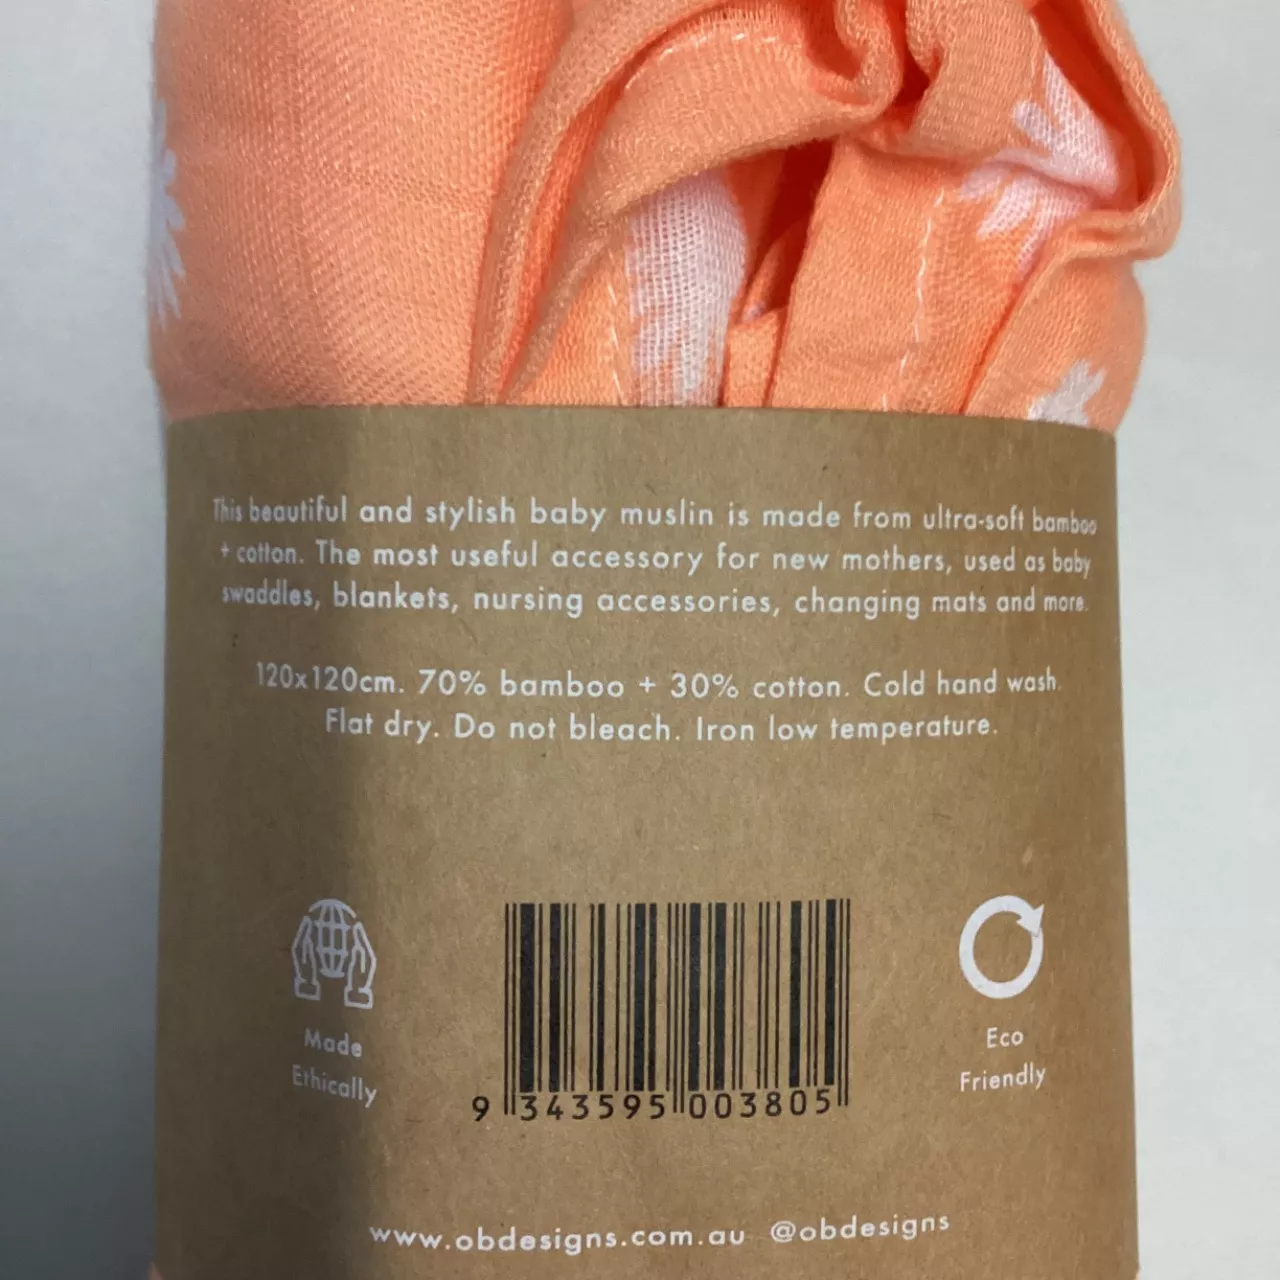 This beautiful and stylish baby muslin is made from ultra-soft bamboo
+ cotton. The most useful accessory for new mothers, used as baby
swaddles, blankets, nursing accessories, changing mats and more.
120x120cm. 70% bamboo + 30% cotton. Cold hand wash.
Flat dry. Do not bleach. Iron low temperature.
Made
Ethically
9 343595 003805
Eco
Friendly
www.obdesigns.com.au @obdesigns